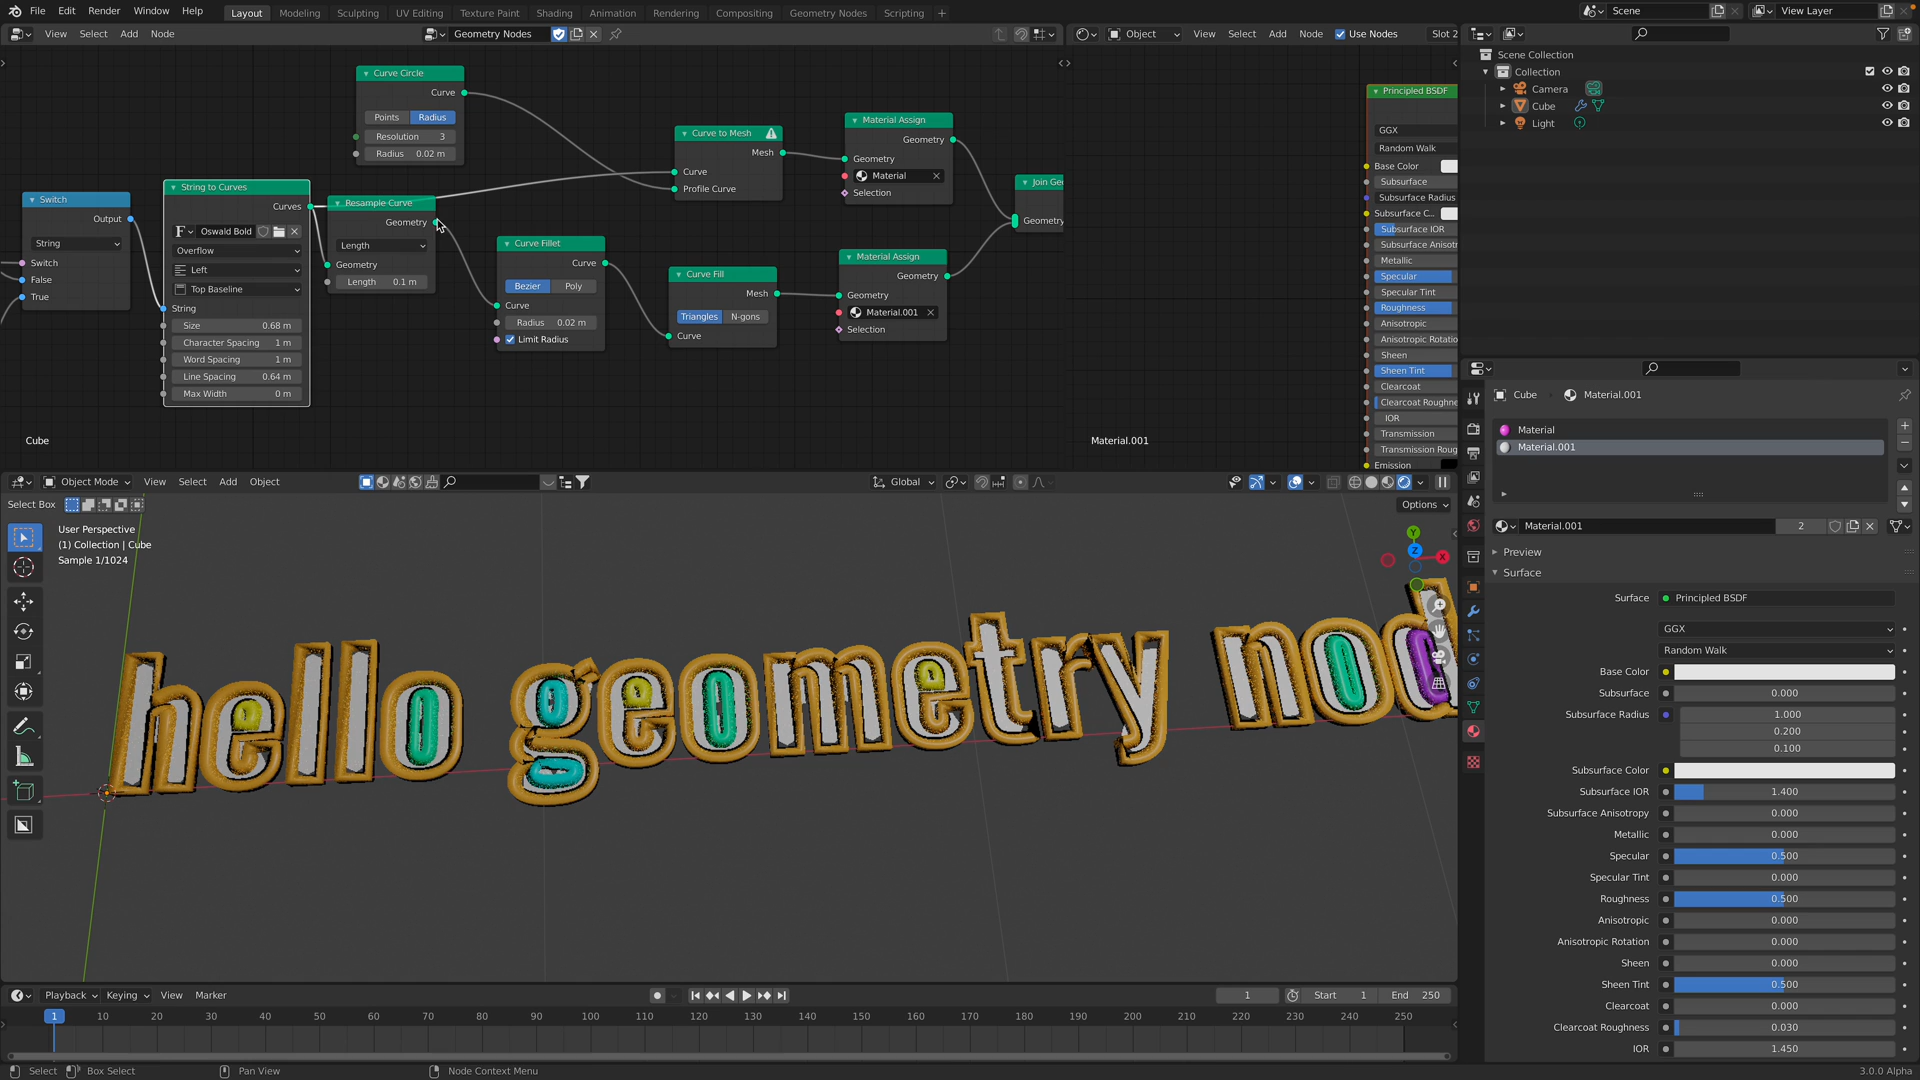 File Edit Render Window Help Layout Modeling Sculpting UV Editing Texture Paint Shading Animation Rendering Compositing Geometry Nodes Scripting + Scene View Layer
View Select Add Node Geometry Nodes Object View Select Add Node Use Nodes Slot 2
Curve Circle
Curve
Points Radius
Resolution 3
Radius 0.02 m
Switch
Output
String
Switch
False
True
String to Curves
Curves
Oswald Bold
Overflow
Left
Top Baseline
String
Size 0.68 m
Character Spacing 1 m
Word Spacing 1 m
Line Spacing 0.64 m
Max Width 0 m
Resample Curve
Geometry
Length
Geometry
Length 0.1 m
Curve Fillet
Curve
Bezier Poly
Curve
Radius 0.02 m
Limit Radius
Curve to Mesh
Mesh
Curve
Profile Curve
Curve Fill
Mesh
Triangles N-gons
Curve
Material Assign
Geometry
Geometry
Material
Selection
Material Assign
Geometry
Geometry
Material.001
Selection
Join Ge
Geometry
Cube
Principled BSDF
GGX
Random Walk
Base Color
Subsurface
Subsurface Radius
Subsurface C...
Subsurface IOR
Subsurface Anisotr
Metallic
Specular
Specular Tint
Roughness
Anisotropic
Anisotropic Rotatio
Sheen
Sheen Tint
Clearcoat
Clearcoat Roughne
IOR
Transmission
Transmission Roug
Emission
Material.001
Scene Collection
Collection
Camera
Cube
Light
Cube Material.001
Material
Material.001
Material.001 2
Preview
Surface
Surface Principled BSDF
GGX
Random Walk
Base Color
Subsurface 0.000
Subsurface Radius 1.000
0.200
0.100
Subsurface Color
Subsurface IOR 1.400
Subsurface Anisotropy 0.000
Metallic 0.000
Specular 0.500
Specular Tint 0.000
Roughness 0.500
Anisotropic 0.000
Anisotropic Rotation 0.000
Sheen 0.000
Sheen Tint 0.500
Clearcoat 0.000
Clearcoat Roughness 0.030
IOR 1.450
Object Mode View Select Add Object Global
Select Box Options
User Perspective
(1) Collection | Cube
Sample 1/1024
Y
Z
X
hello geometry nod
Playback Keying View Marker 1 Start 1 End 250
1 10 20 30 40 50 60 70 80 90 100 110 120 130 140 150 160 170 180 190 200 210 220 230 240 250
Select Box Select Pan View Node Context Menu 3.0.0 Alpha